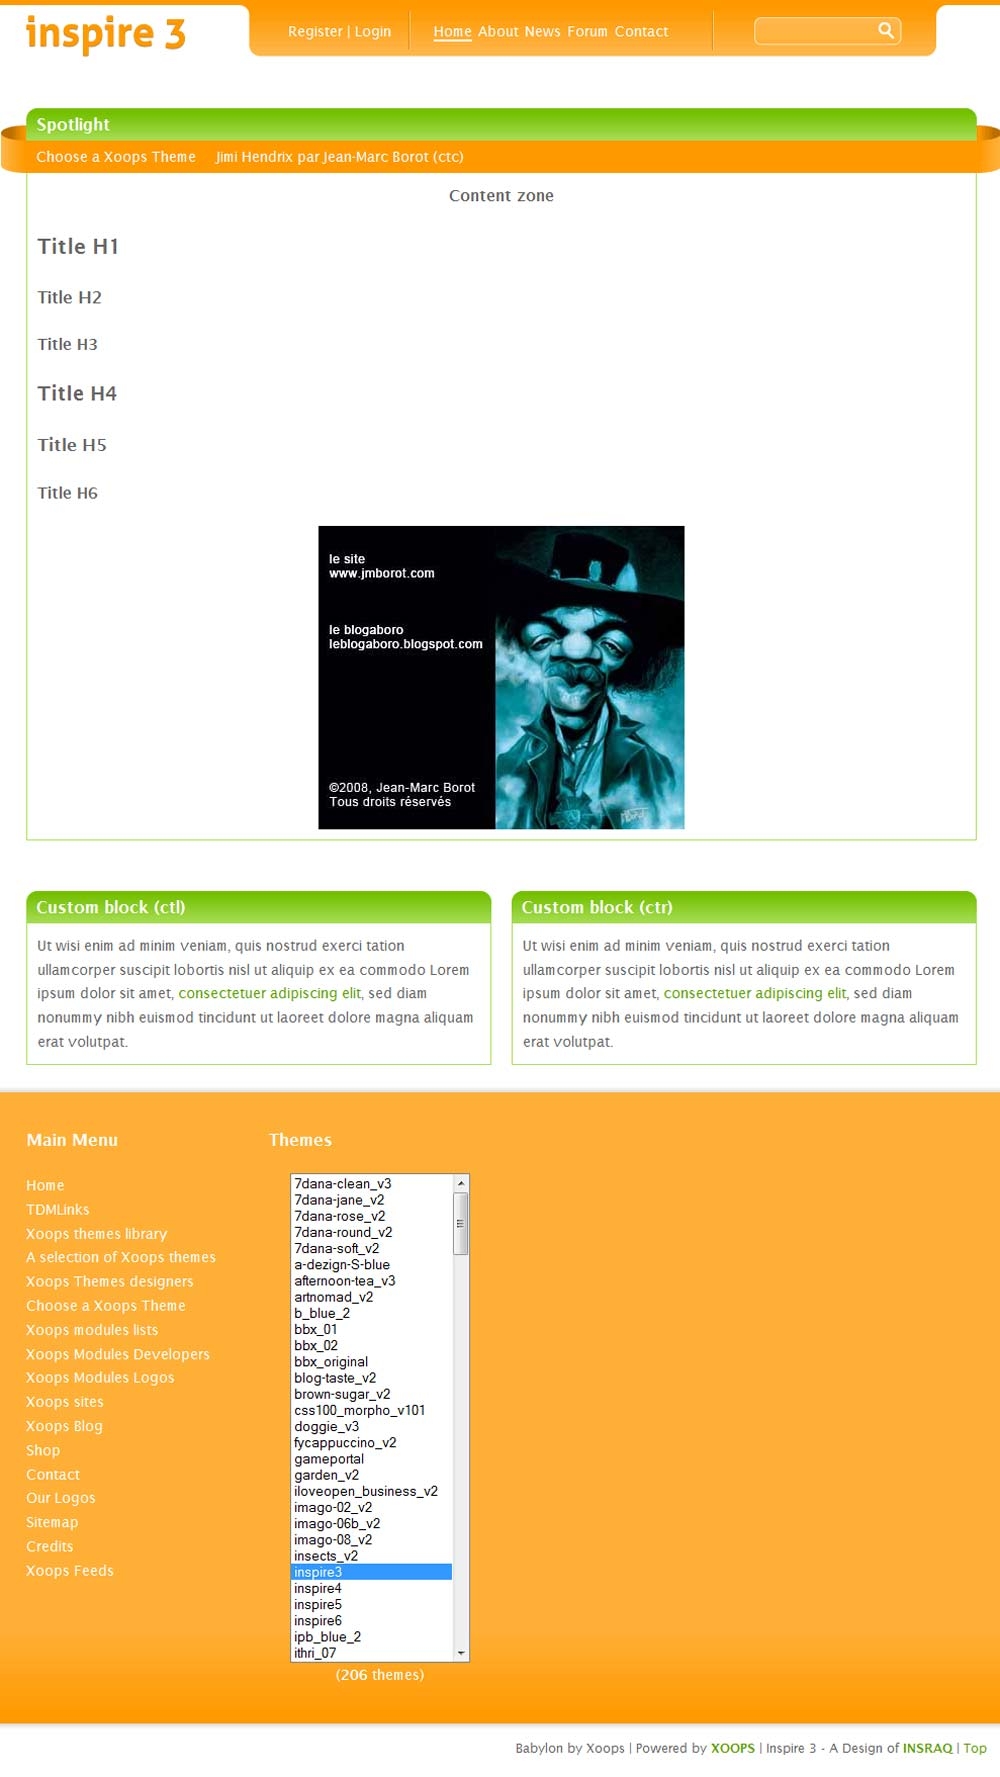 inspire 3
Register | Login
Home About News Forum Contact
Spotlight
Choose a Xoops Theme Jimi Hendrix par Jean-Marc Borot (ctc)
Content zone
Title H1
Title H2
Title H3
Title H4
Title H5
Title H6
le site
www.jmborot.com
le blogaboro
leblogaboro.blogspot.com
©2008, Jean-Marc Borot
Tous droits réservés
Custom block (ctl)
Ut wisi enim ad minim veniam, quis nostrud exerci tation
ullamcorper suscipit lobortis nisl ut aliquip ex ea commodo Lorem
ipsum dolor sit amet, consectetuer adipiscing elit, sed diam
nonummy nibh euismod tincidunt ut laoreet dolore magna aliquam
erat volutpat.
Custom block (ctr)
Ut wisi enim ad minim veniam, quis nostrud exerci tation
ullamcorper suscipit lobortis nisl ut aliquip ex ea commodo Lorem
ipsum dolor sit amet, consectetuer adipiscing elit, sed diam
nonummy nibh euismod tincidunt ut laoreet dolore magna aliquam
erat volutpat.
Main Menu
Home
TDMLinks
Xoops themes library
A selection of Xoops themes
Xoops Themes designers
Choose a Xoops Theme
Xoops modules lists
Xoops Modules Developers
Xoops Modules Logos
Xoops sites
Xoops Blog
Shop
Contact
Our Logos
Sitemap
Credits
Xoops Feeds
Themes
7dana-clean_v3
7dana-jane_v2
7dana-rose_v2
7dana-round_v2
7dana-soft_v2
a-dezign-S-blue
afternoon-tea_v3
artnomad_v2
b_blue_2
bbx_01
bbx_02
bbx_original
blog-taste_v2
brown-sugar_v2
css100_morpho_v101
doggie_v3
fycappuccino_v2
gameportal
garden_v2
iloveopen_business_v2
imago-02_v2
imago-06b_v2
imago-08_v2
insects_v2
inspire3
inspire4
inspire5
inspire6
ipb_blue_2
ithri_07
(206 themes)
Babylon by Xoops | Powered by XOOPS | Inspire 3 - A Design of INSRAQ | Top